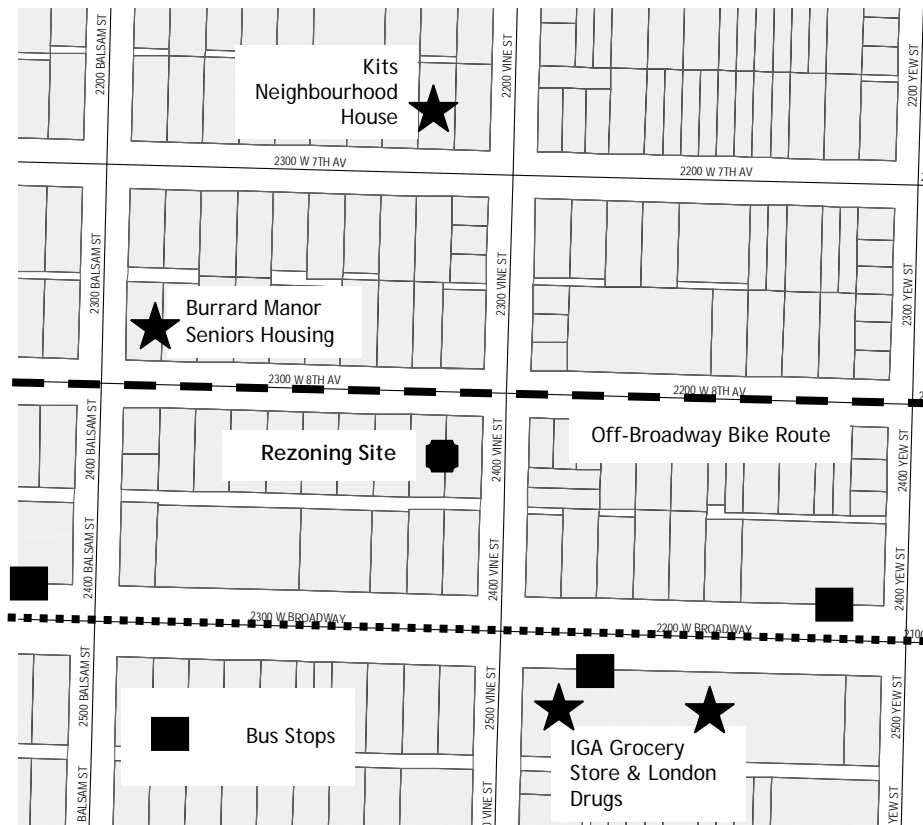 2200 BALSAM ST
Kits
Neighbourhood
House
2200 VINE ST
2200 YEW ST
2300 W 7TH AV
2200 W 7TH AV
2300 BALSAM ST
2300 VINE ST
2300 YEW ST
Burrard Manor
Seniors Housing
2300 W 8TH AV
2200 W 8TH AV
2400 BALSAM ST
Rezoning Site
2400 VINE ST
Off-Broadway Bike Route
2400 YEW ST
2400 BALSAM ST
2400 VINE ST
2400 YEW ST
2300 W BROADWAY
2200 W BROADWAY
2500 BALSAM ST
2500 VINE ST
2500 YEW ST
Bus Stops
IGA Grocery
Store & London
Drugs
BALSAM ST
VINE ST
YEW ST